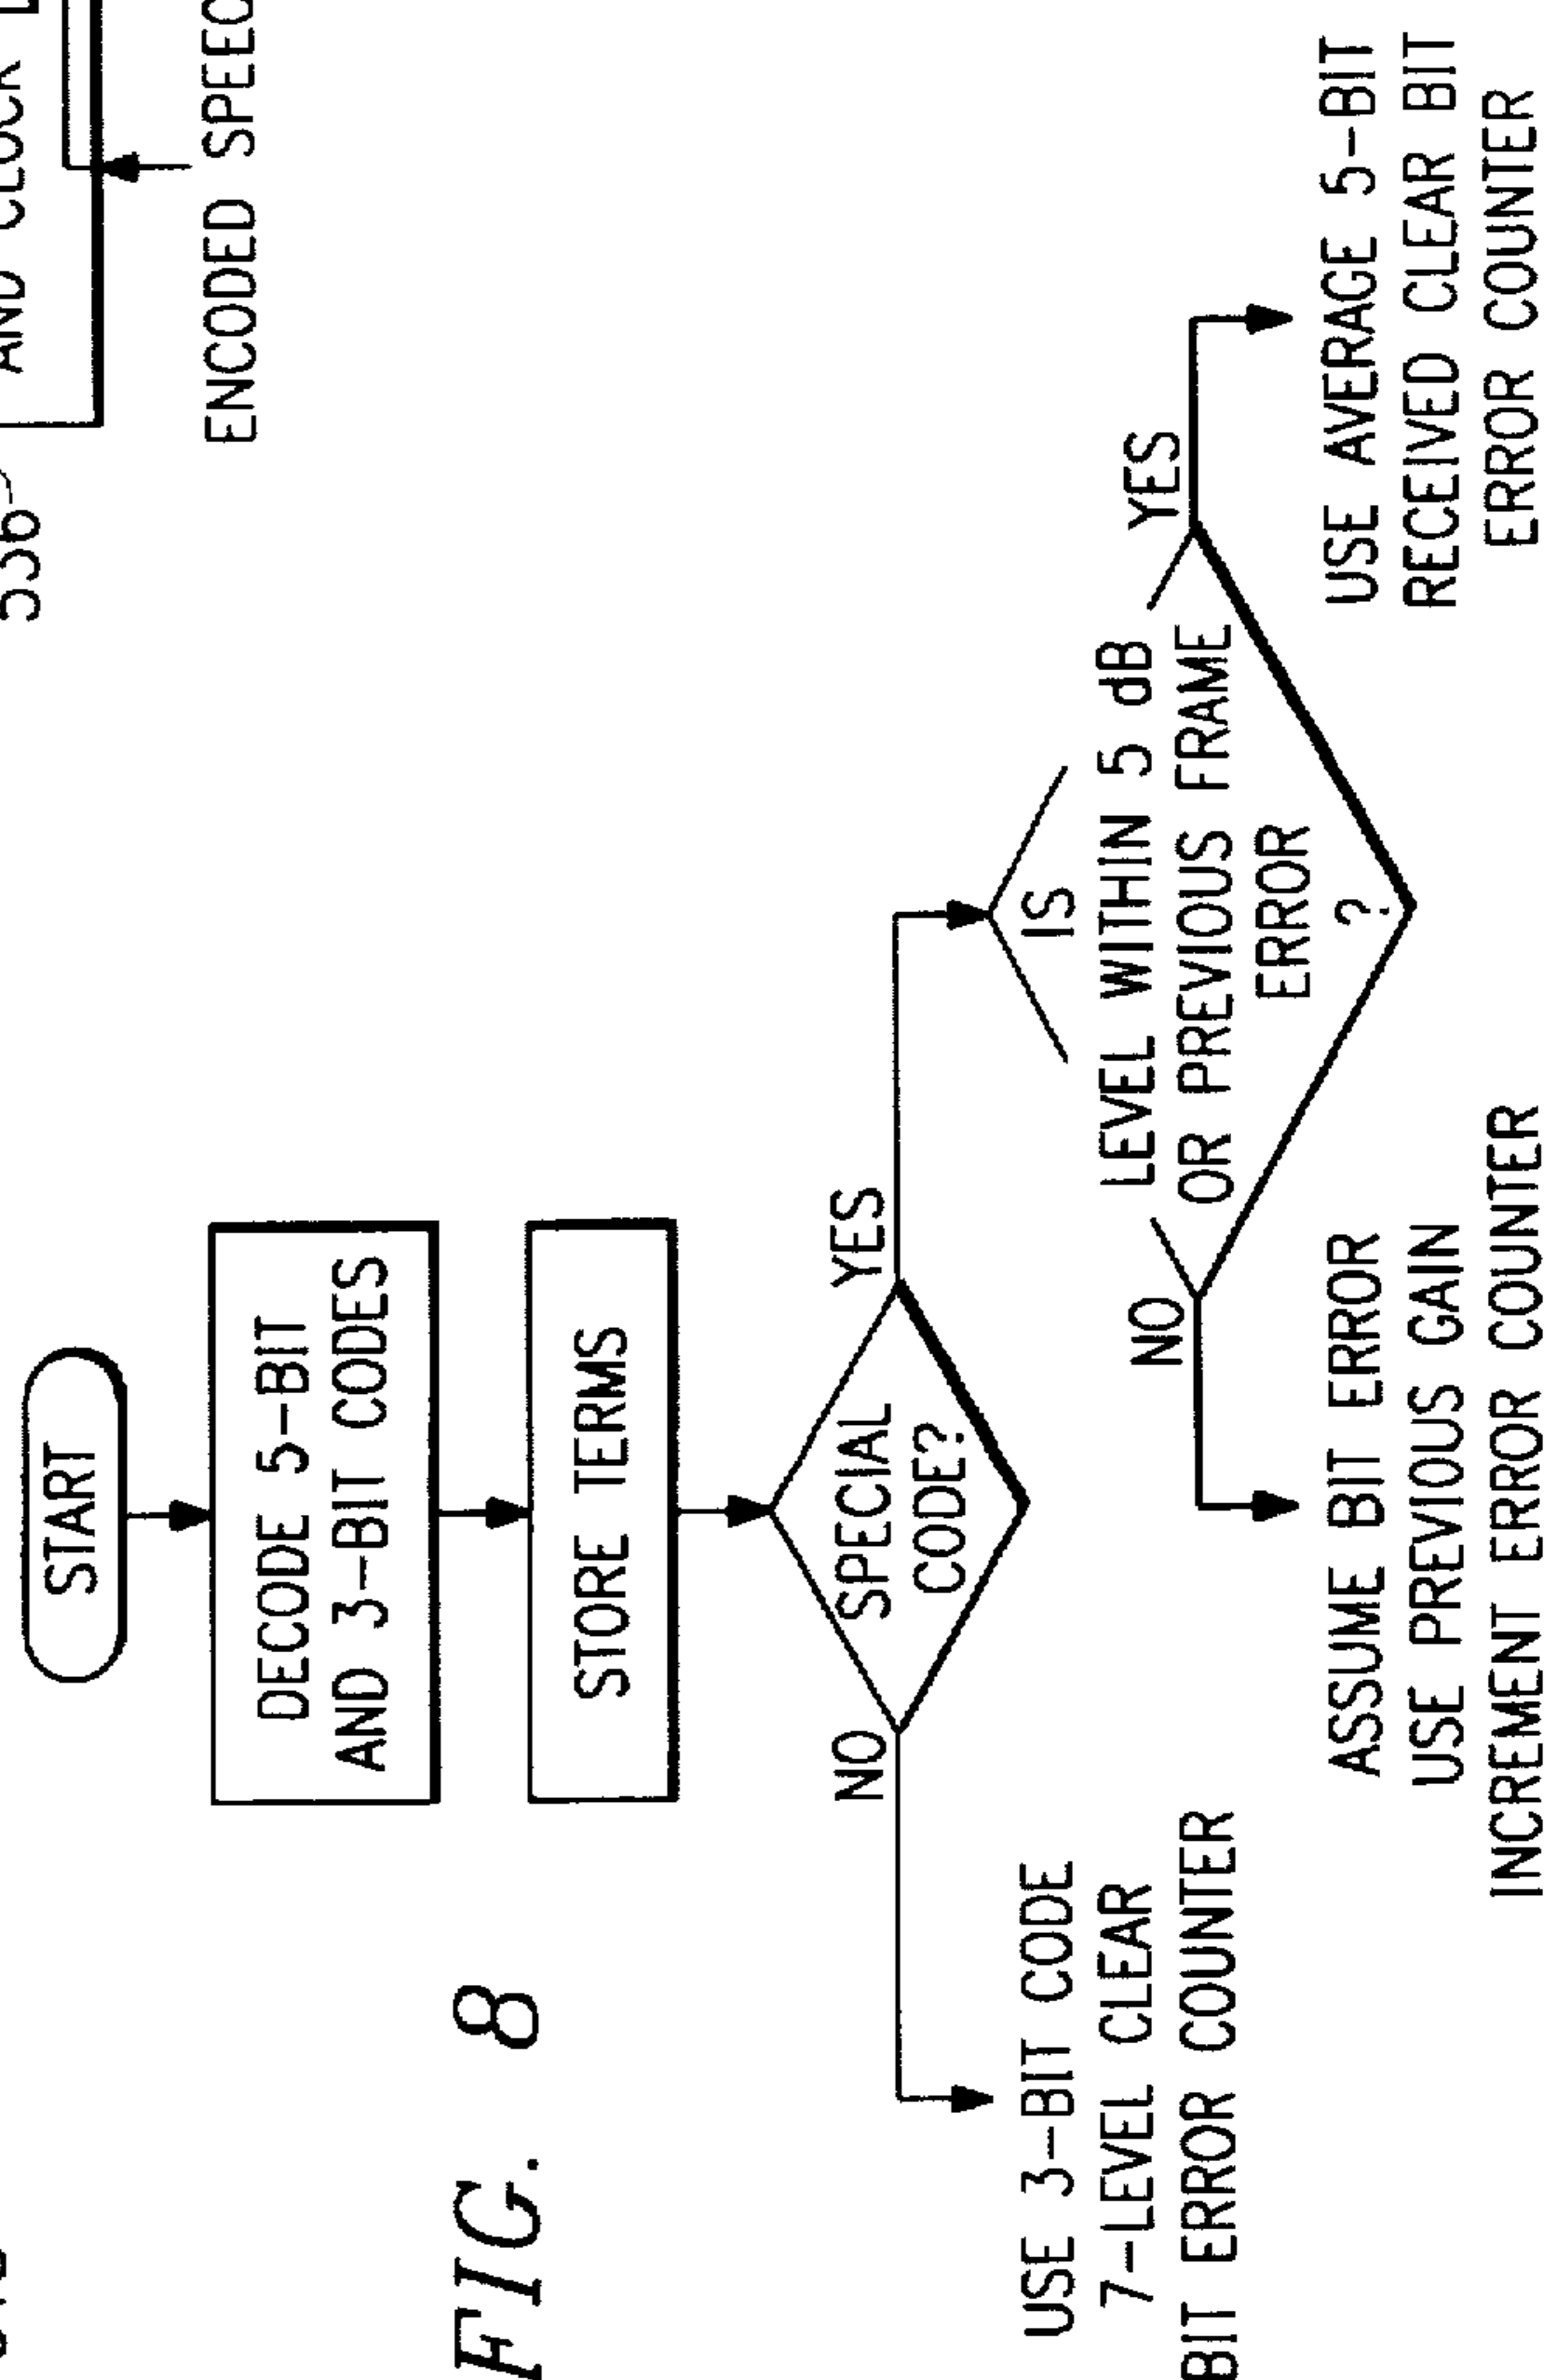 AND CLOCK
336
ENCODED SPEEC
FIG. 8
START
DECODE 5-BIT
AND 3-BIT CODES
STORE TERMS
SPECIAL
CODE?
NO
YES
USE 3-BIT CODE
7-LEVEL CLEAR
BIT ERROR COUNTER
IS
LEVEL WITHIN 5 dB
OR PREVIOUS FRAME
ERROR
?
NO
YES
ASSUME BIT ERROR
USE PREVIOUS GAIN
INCREMENT ERROR COUNTER
USE AVERAGE 5-BIT
RECEIVED CLEAR BIT
ERROR COUNTER